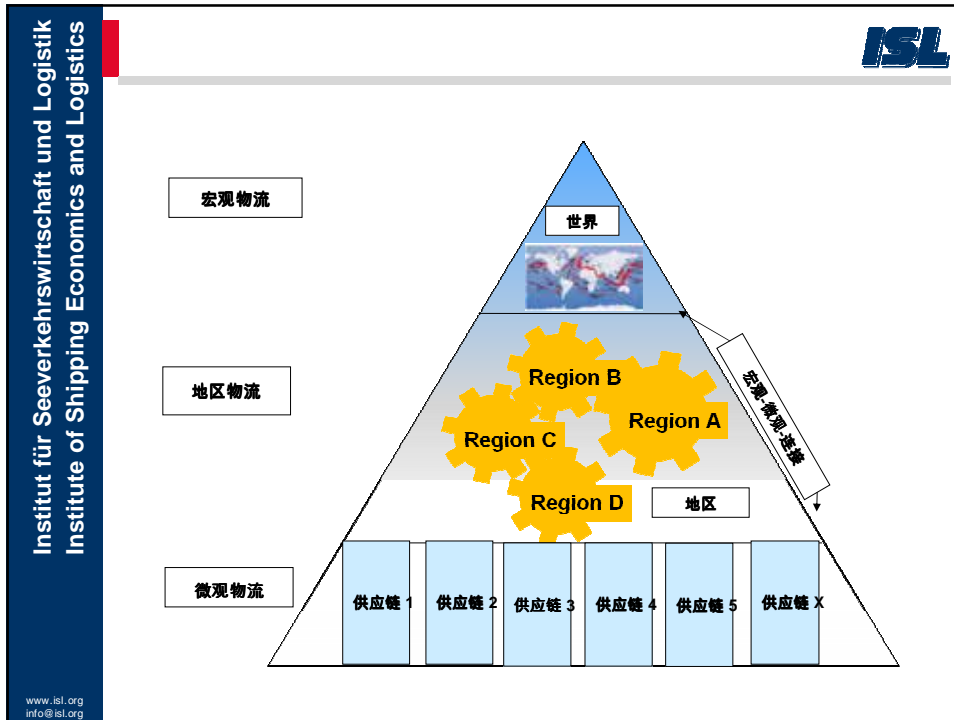 Institut für Seeverkehrswirtschaft und Logistik
Institute of Shipping Economics and Logistics
www.isl.org
info@isl.org
ISL
宏观物流
世界
地区物流
Region B
Region A
Region C
Region D
宏观-微观-连接
地区
微观物流
供应链 1
供应链 2
供应链 3
供应链 4
供应链 5
供应链 X